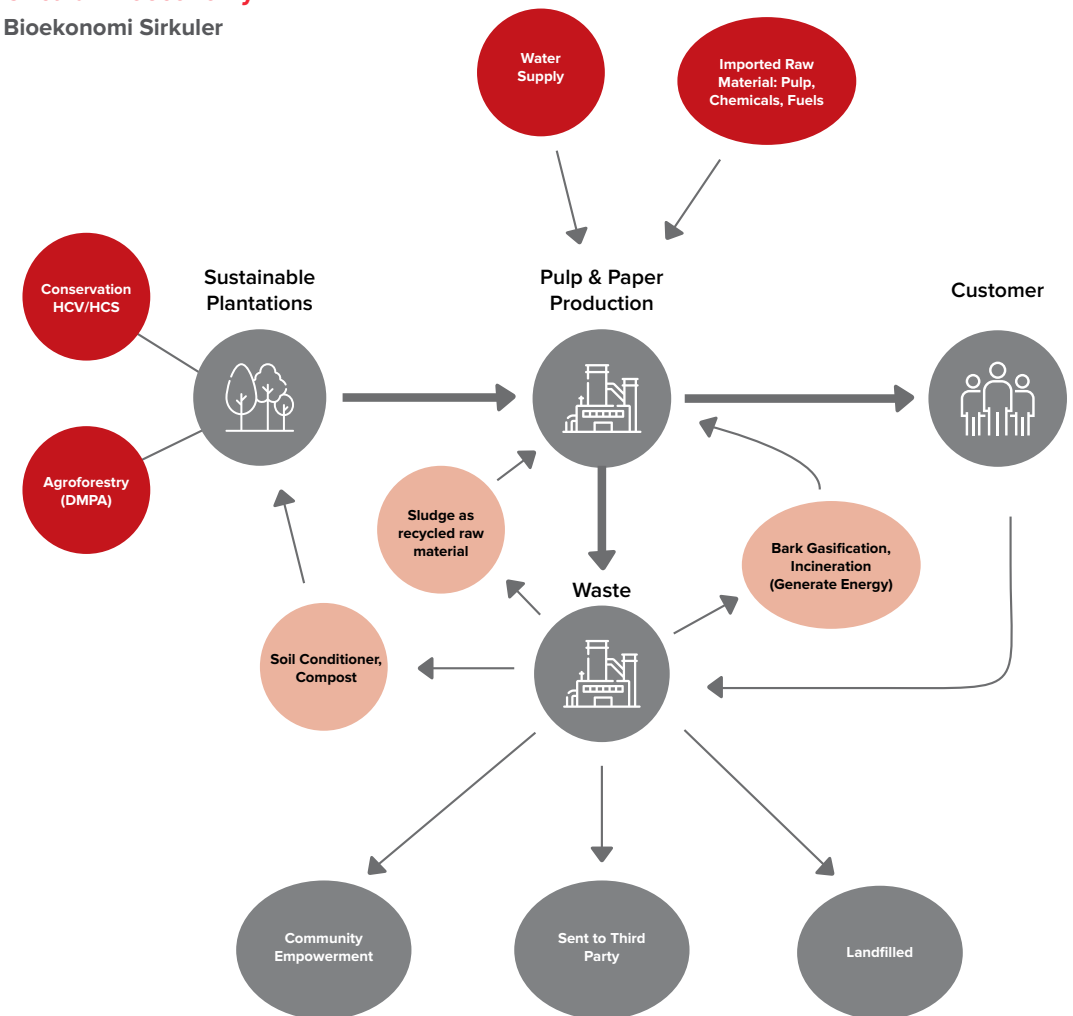 Bioekonomi Sirkuler
Water
Supply
Imported Raw
Material: Pulp,
Chemicals, Fuels
Conservation
HCV/HCS
Sustainable
Plantations
Pulp & Paper
Production
Customer
Agroforestry
(DMPA)
Sludge as
recycled raw
material
Bark Gasification,
Incineration
(Generate Energy)
Waste
Soil Conditioner,
Compost
Community
Empowerment
Sent to Third
Party
Landfilled